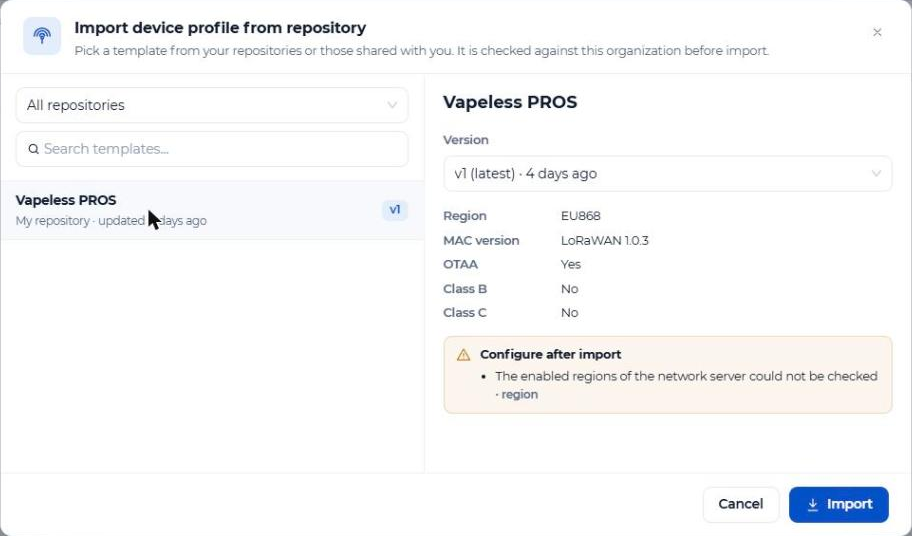 Import device profile from repository
Pick a template from your repositories or those shared with you. It is checked against this organization before import.
All repositories
Search templates...
Vapeless PROS
My repository · updated days ago
v1
Vapeless PROS
Version
v1 (latest) · 4 days ago
Region EU868
MAC version LoRaWAN 1.0.3
OTAA Yes
Class B No
Class C No
Configure after import
• The enabled regions of the network server could not be checked
· region
Cancel
Import